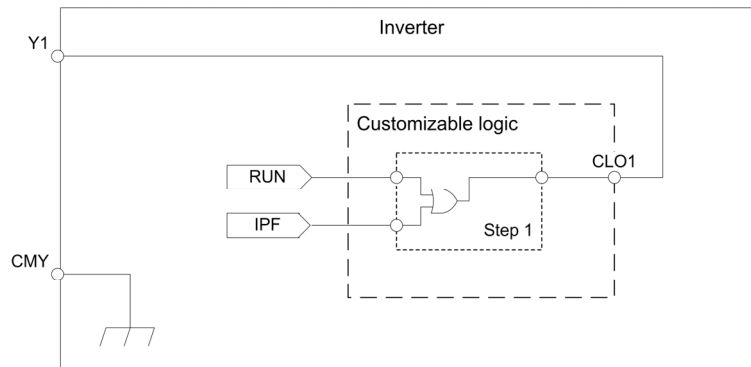 Inverter
Y1
Customizable logic
CLO1
RUN
IPF
Step 1
CMY